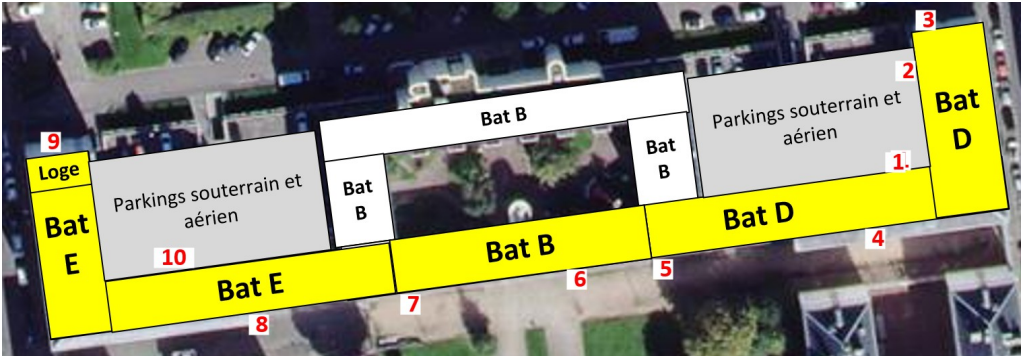 3
2
Bat B
Parkings souterrain et
aérien
Bat
D
9
Loge
Bat
B
1.
Parkings souterrain et
aérien
Bat
B
Bat
E
Bat D
4
10
Bat B
5
6
Bat E
7
8